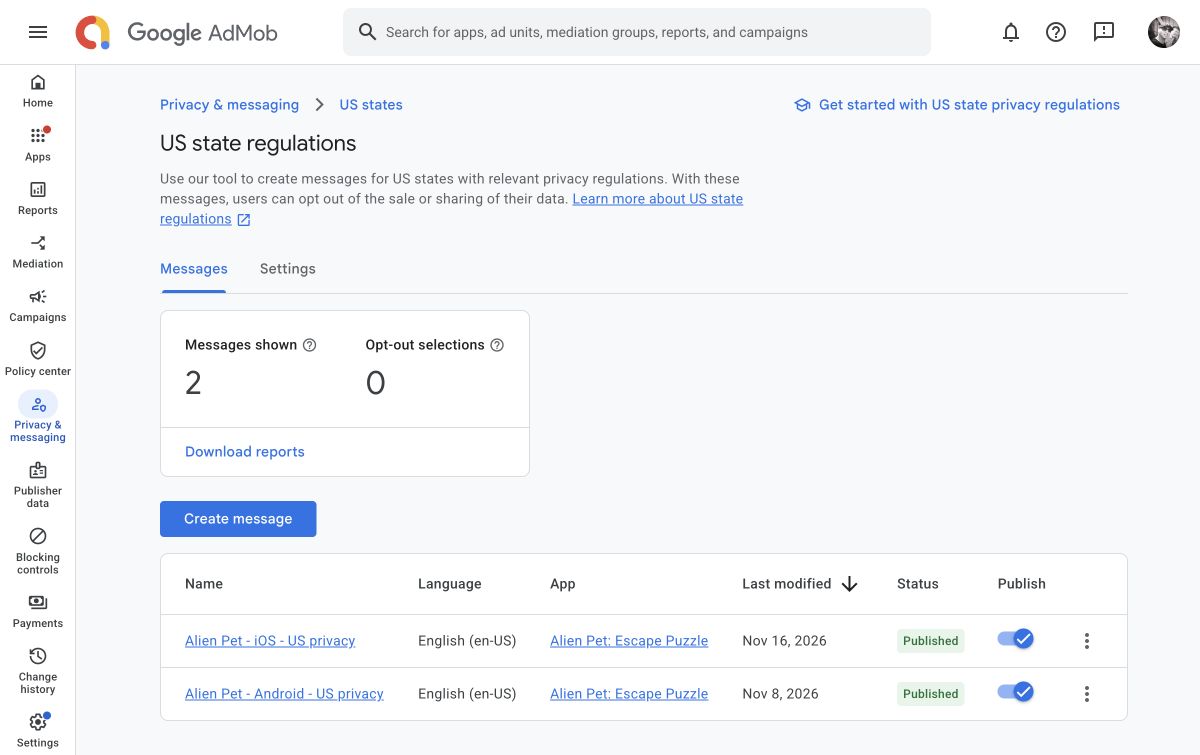 Google AdMob
Search for apps, ad units, mediation groups, reports, and campaigns
Home
Apps
Reports
Mediation
Campaigns
Policy center
Privacy &
messaging
Publisher
data
Blocking
controls
Payments
Change
history
Settings
Privacy & messaging > US states
Get started with US state privacy regulations
US state regulations
Use our tool to create messages for US states with relevant privacy regulations. With these
messages, users can opt out of the sale or sharing of their data. Learn more about US state
regulations
Messages Settings
Messages shown Opt-out selections
2 0
Download reports
Create message
Name Language App Last modified Status Publish
Alien Pet - iOS - US privacy English (en-US) Alien Pet: Escape Puzzle Nov 16, 2026 Published
Alien Pet - Android - US privacy English (en-US) Alien Pet: Escape Puzzle Nov 8, 2026 Published